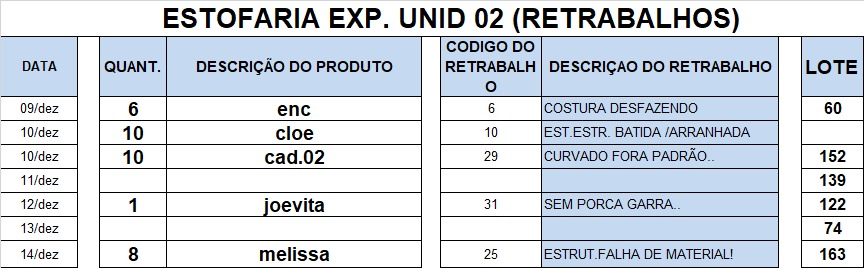 ESTOFARIA EXP. UNID 02 (RETRABALHOS)
DATA QUANT. DESCRIÇÃO DO PRODUTO CODIGO DO RETRABALHO DESCRIÇAO DO RETRABALHO LOTE
09/dez 6 enc 6 COSTURA DESFAZENDO 60
10/dez 10 cloe 10 EST.ESTR. BATIDA /ARRANHADA
10/dez 10 cad.02 29 CURVADO FORA PADRÃO.. 152
11/dez 139
12/dez 1 joevita 31 SEM PORCA GARRA.. 122
13/dez 74
14/dez 8 melissa 25 ESTRUT.FALHA DE MATERIAL! 163